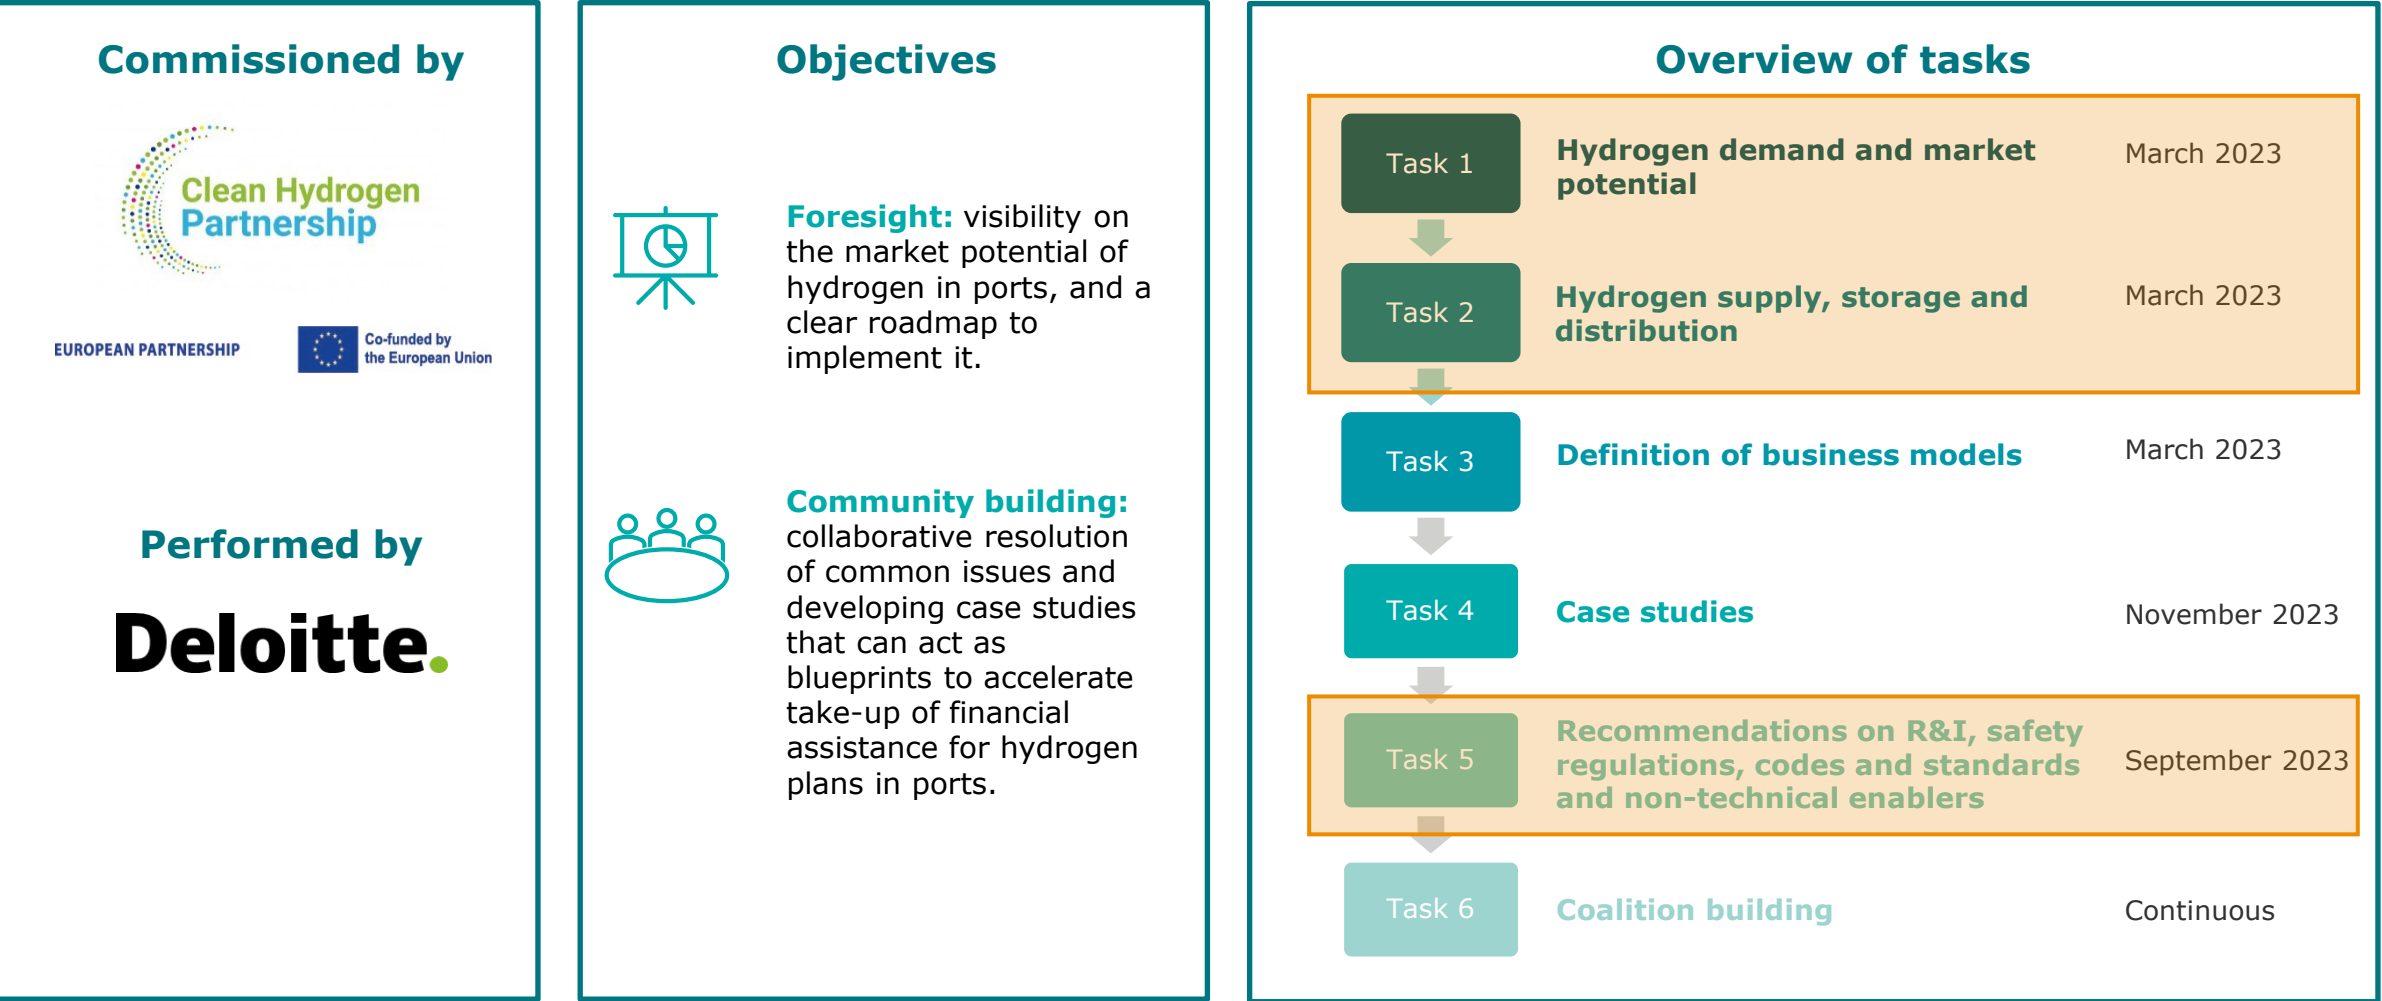 Commissioned by
Clean Hydrogen
Partnership
EUROPEAN PARTNERSHIP
Co-funded by
the European Union
Performed by
Deloitte.
Objectives
Foresight: visibility on
the market potential of
hydrogen in ports, and a
clear roadmap to
implement it.
Community building:
collaborative resolution
of common issues and
developing case studies
that can act as
blueprints to accelerate
take-up of financial
assistance for hydrogen
plans in ports.
Overview of tasks
Task 1
Hydrogen demand and market
potential
March 2023
Task 2
Hydrogen supply, storage and
distribution
March 2023
Task 3
Definition of business models
March 2023
Task 4
Case studies
November 2023
Task 5
Recommendations on R&I, safety
regulations, codes and standards
and non-technical enablers
September 2023
Task 6
Coalition building
Continuous